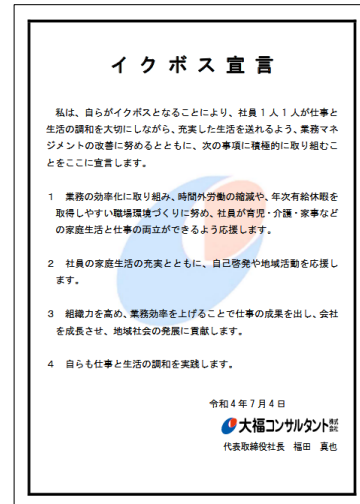 イクボス宣言
私は、自らがイクボスとなることにより、社員１人１人が仕事と
生活の調和を大切にしながら、充実した生活を送れるよう、業務マネ
ジメントの改善に努めるとともに、次の事項に積極的に取り組むこ
とをここに宣言します。
１　業務の効率化に取り組み、時間外労働の縮減や、年次有給休暇を
取得しやすい職場環境づくりに努め、社員が育児・介護・家事など
の家庭生活と仕事の両立ができるよう応援します。
２　社員の家庭生活の充実とともに、自己啓発や地域活動を応援し
ます。
３　組織力を高め、業務効率を上げることで仕事の成果を出し、会社
を成長させ、地域社会の発展に貢献します。
４　自らも仕事と生活の調和を実践します。
令和４年７月４日
大福コンサルタント株式会社
代表取締役社長　福田　真也